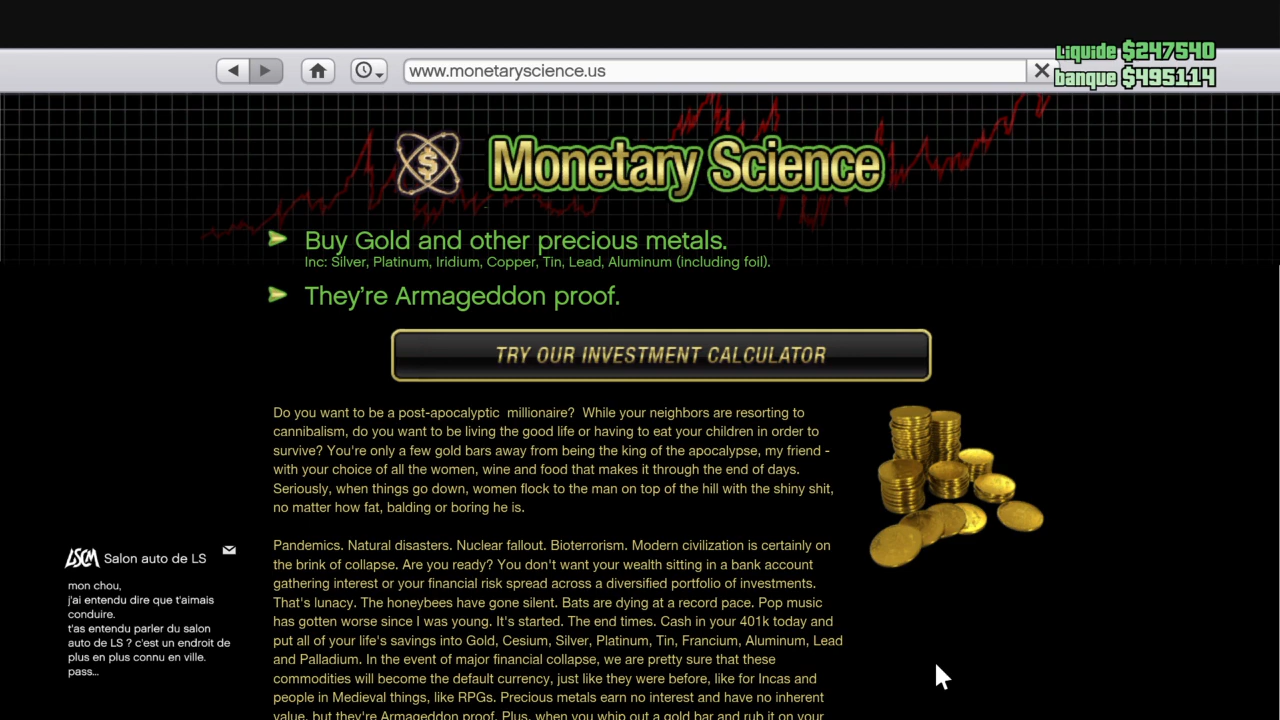 Liquide $247540
banque $495114
www.monetaryscience.us
$
Monetary Science
Buy Gold and other precious metals.
Inc: Silver, Platinum, Iridium, Copper, Tin, Lead, Aluminum (including foil).
They're Armageddon proof.
TRY OUR INVESTMENT CALCULATOR
Do you want to be a post-apocalyptic  millionaire?  While your neighbors are resorting to
cannibalism, do you want to be living the good life or having to eat your children in order to
survive? You're only a few gold bars away from being the king of the apocalypse, my friend -
with your choice of all the women, wine and food that makes it through the end of days.
Seriously, when things go down, women flock to the man on top of the hill with the shiny shit,
no matter how fat, balding or boring he is.
Pandemics. Natural disasters. Nuclear fallout. Bioterrorism. Modern civilization is certainly on
the brink of collapse. Are you ready? You don't want your wealth sitting in a bank account
gathering interest or your financial risk spread across a diversified portfolio of investments.
That's lunacy. The honeybees have gone silent. Bats are dying at a record pace. Pop music
has gotten worse since I was young. It's started. The end times. Cash in your 401k today and
put all of your life's savings into Gold, Cesium, Silver, Platinum, Tin, Francium, Aluminum, Lead
and Palladium. In the event of major financial collapse, we are pretty sure that these
commodities will become the default currency, just like they were before, like for Incas and
people in Medieval things, like RPGs. Precious metals earn no interest and have no inherent
value, but they're Armageddon proof. Plus, when you whip out a gold bar and rub it on your
LSCM Salon auto de LS
mon chou,
j'ai entendu dire que t'aimais
conduire.
t'as entendu parler du salon
auto de LS ? c'est un endroit de
plus en plus connu en ville.
pass...